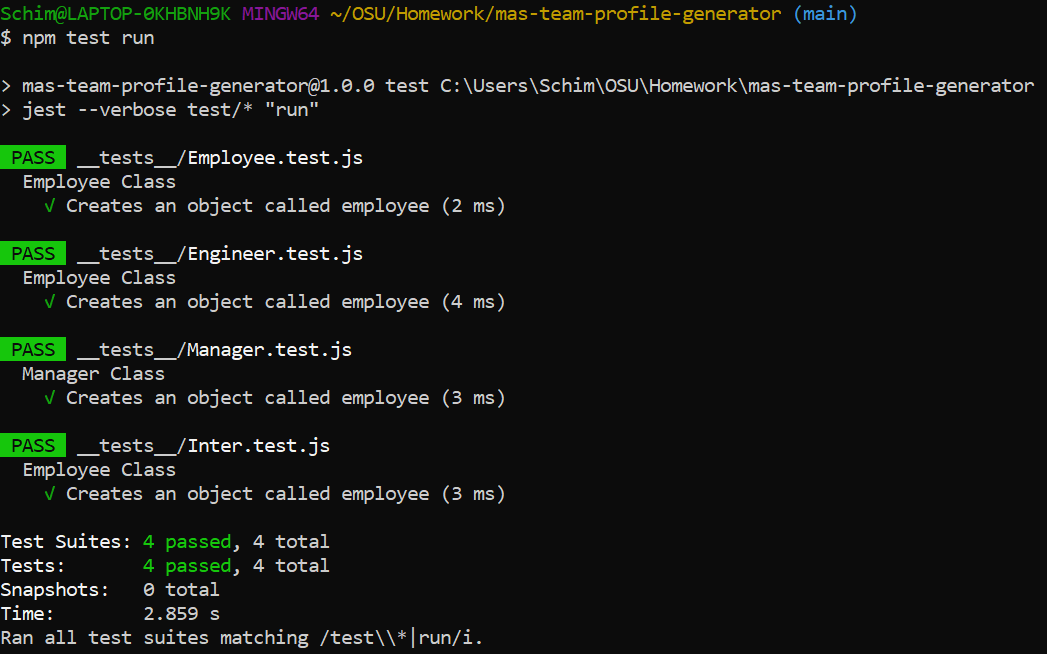 Schim@LAPTOP-0KHBNH9K MINGW64 ~/OSU/Homework/mas-team-profile-generator (main)
$ npm test run
> mas-team-profile-generator@1.0.0 test C:\Users\Schim\OSU\Homework\mas-team-profile-generator
> jest --verbose test/* "run"
PASS __tests__/Employee.test.js
Employee Class
√ Creates an object called employee (2 ms)
PASS __tests__/Engineer.test.js
Employee Class
√ Creates an object called employee (4 ms)
PASS __tests__/Manager.test.js
Manager Class
√ Creates an object called employee (3 ms)
PASS __tests__/Inter.test.js
Employee Class
√ Creates an object called employee (3 ms)
Test Suites: 4 passed, 4 total
Tests: 4 passed, 4 total
Snapshots: 0 total
Time: 2.859 s
Ran all test suites matching /test\\*|run/i.